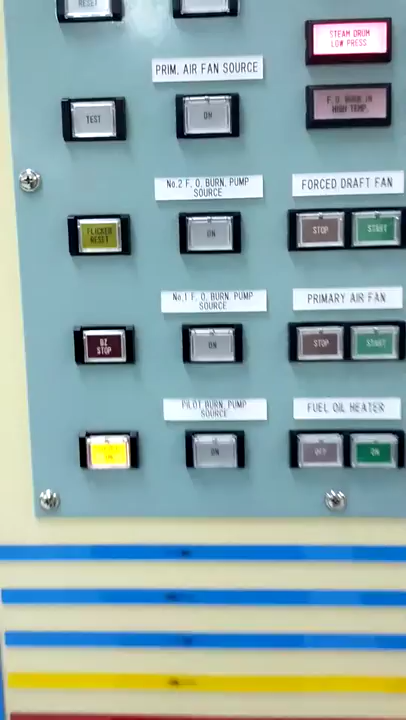 RESET
STEAM DRUM
LOW PRESS.
PRIM. AIR FAN SOURCE
F.O. BURN IN
HIGH TEMP.
TEST
ON
No.2 F. O. BURN. PUMP
SOURCE
FORCED DRAFT FAN
FLICKER
RESET
ON
STOP
START
No.1 F. O. BURN. PUMP
SOURCE
PRIMARY AIR FAN
BZ
STOP
ON
STOP
START
PILOT BURN. PUMP
SOURCE
FUEL OIL HEATER
ON
OFF
ON